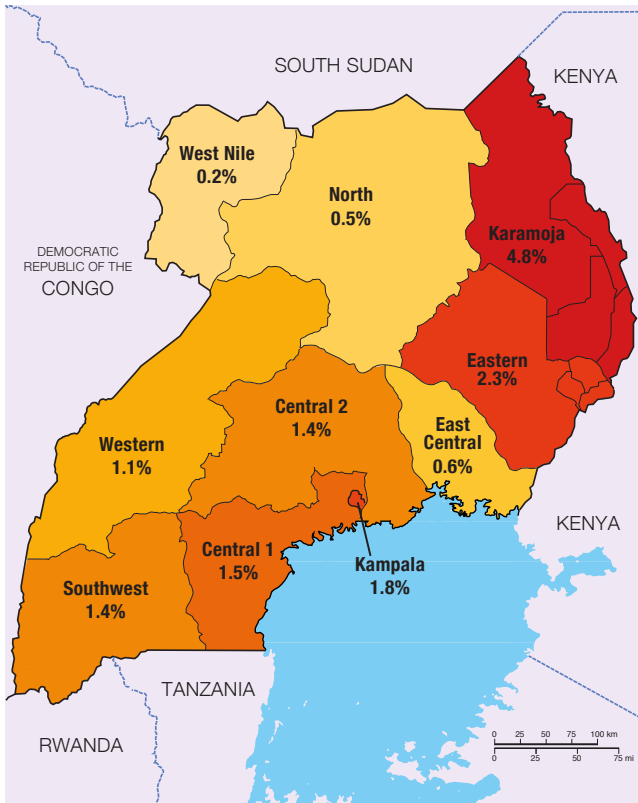 SOUTH SUDAN
KENYA
West Nile
0.2%
North
0.5%
Karamoja
4.8%
DEMOCRATIC
REPUBLIC OF THE
CONGO
Eastern
2.3%
Central 2
1.4%
East
Central
0.6%
Western
1.1%
KENYA
Central 1
1.5%
Kampala
1.8%
Southwest
1.4%
TANZANIA
RWANDA
0 25 50 75 100 km
0 25 50 75 mi